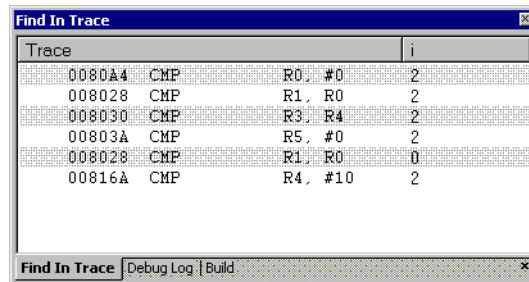 Find In Trace
Trace i
0080A4 CMP R0, #0 2
008028 CMP R1, R0 2
008030 CMP R3, R4 2
00803A CMP R5, #0 2
008028 CMP R1, R0 0
00816A CMP R4, #10 2
Find In Trace Debug Log Build